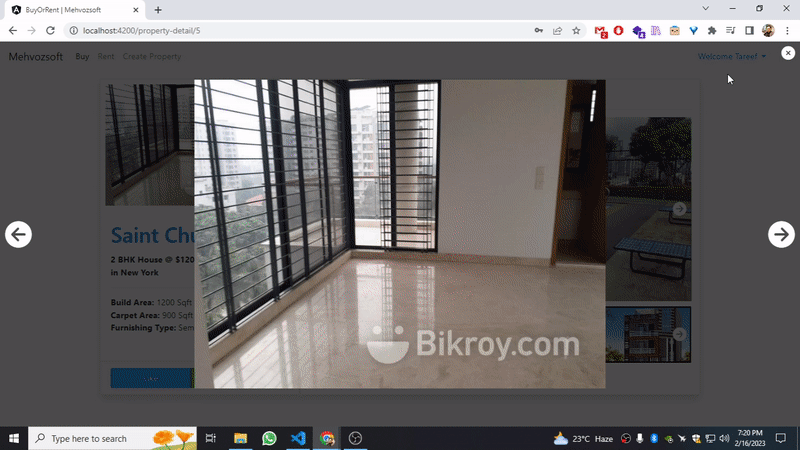 BuyOrRent | Mehvozsoft
localhost:4200/property-detail/5
Mehvozsoft Buy Rent Create Property Welcome Tareef
Bikroy.com
Saint Chu
2 BHK House @ $120
in New York
Build Area: 1200 Sqft
Carpet Area: 900 Sqft
Furnishing Type: Sem
Type here to search
23°C Haze
7:20 PM
2/16/2023